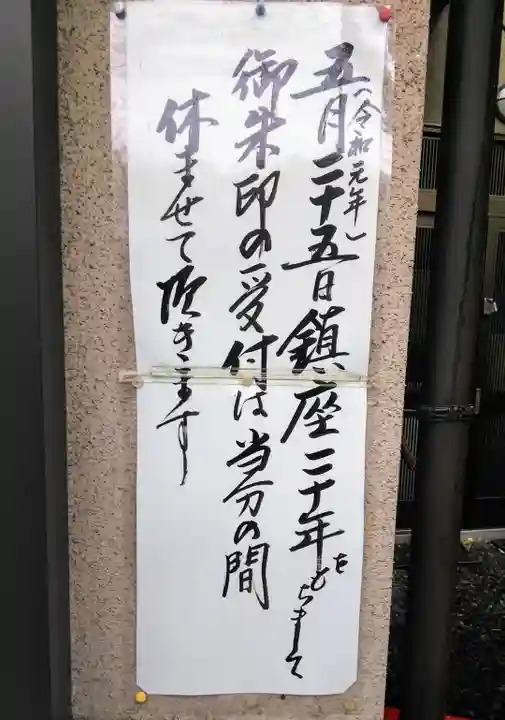 五月(令和元年)二十五日鎮座二十年をもちまして
御朱印の受付は当分の間
休ませて頂きます